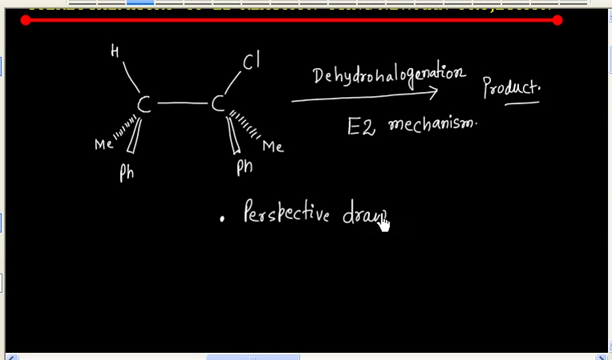 H
Cl
C C
Me Me
Ph Ph
Dehydrohalogenation
E2 mechanism.
Product.
• Perspective draw